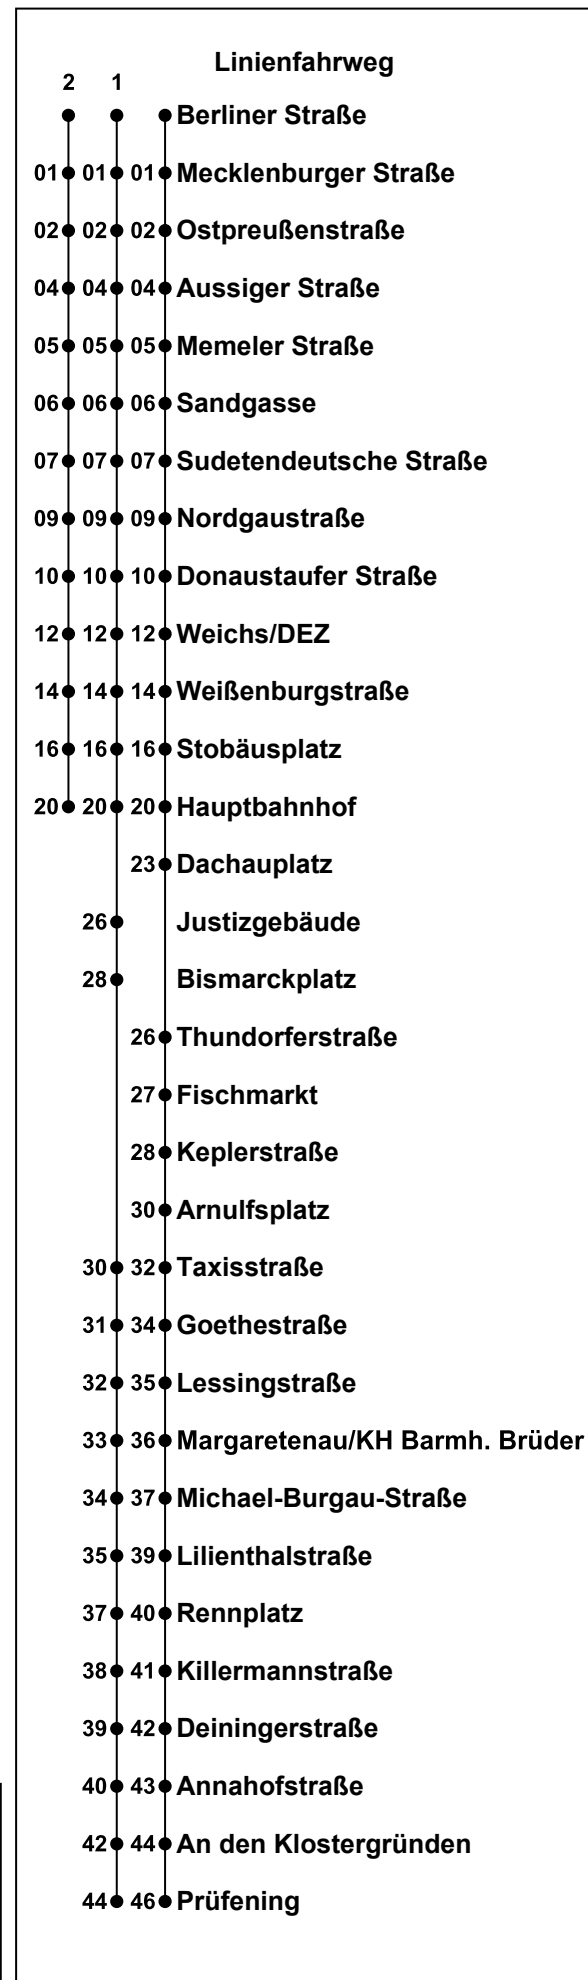 Linienfahrweg
2 1
Berliner Straße
01 01 01 Mecklenburger Straße
02 02 02 Ostpreußenstraße
04 04 04 Aussiger Straße
05 05 05 Memeler Straße
06 06 06 Sandgasse
07 07 07 Sudetendeutsche Straße
09 09 09 Nordgaustraße
10 10 10 Donaustaufer Straße
12 12 12 Weichs/DEZ
14 14 14 Weißenburgstraße
16 16 16 Stobäusplatz
20 20 20 Hauptbahnhof
23 Dachauplatz
26 Justizgebäude
28 Bismarckplatz
26 Thundorferstraße
27 Fischmarkt
28 Keplerstraße
30 Arnulfsplatz
30 32 Taxisstraße
31 34 Goethestraße
32 35 Lessingstraße
33 36 Margaretenau/KH Barmh. Brüder
34 37 Michael-Burgau-Straße
35 39 Lilienthalstraße
37 40 Rennplatz
38 41 Killermannstraße
39 42 Deiningerstraße
40 43 Annahofstraße
42 44 An den Klostergründen
44 46 Prüfening